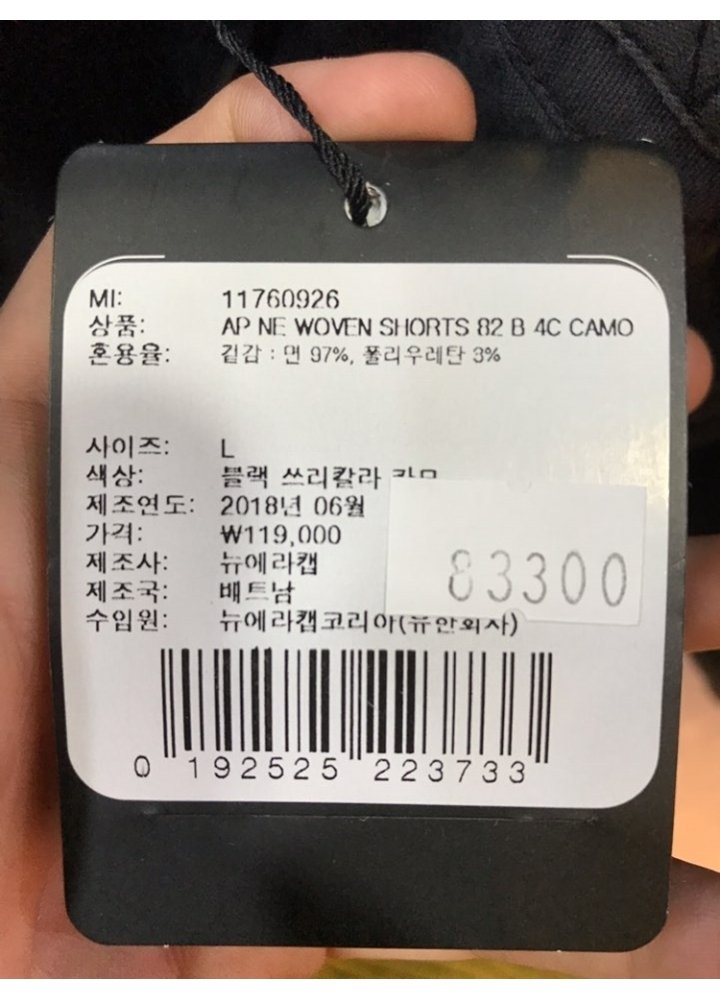 MI: 11760926
상품: AP NE WOVEN SHORTS 82 B 4C CAMO
혼용율: 겉감 : 면 97%, 폴리우레탄 3%
사이즈: L
색상: 블랙 쓰리칼라 카모
제조연도: 2018년 06월
가격: ₩119,000
83300
제조사: 뉴에라캡
제조국: 베트남
수입원: 뉴에라캡코리아(유한회사)
0 192525 223733